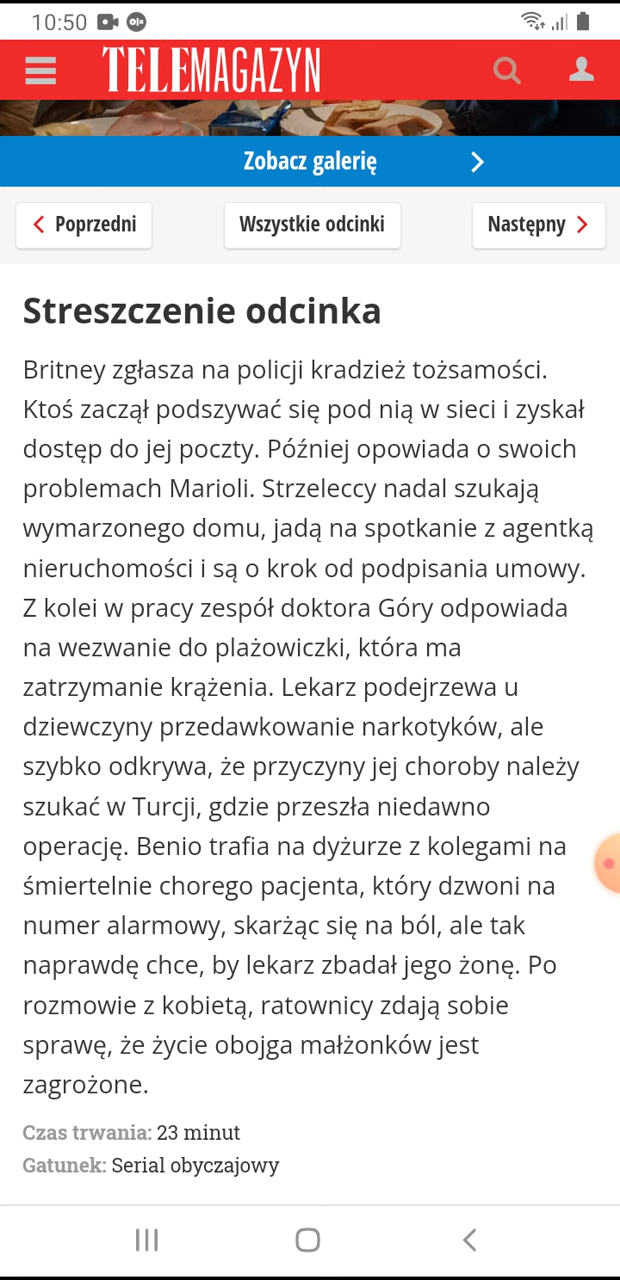 10:50
olx
TELEMAGAZYN
Zobacz galerię
Poprzedni
Wszystkie odcinki
Następny
Streszczenie odcinka
Britney zgłasza na policji kradzież tożsamości.
Ktoś zaczął podszywać się pod nią w sieci i zyskał
dostęp do jej poczty. Później opowiada o swoich
problemach Marioli. Strzeleccy nadal szukają
wymarzonego domu, jadą na spotkanie z agentką
nieruchomości i są o krok od podpisania umowy.
Z kolei w pracy zespół doktora Góry odpowiada
na wezwanie do plażowiczki, która ma
zatrzymanie krążenia. Lekarz podejrzewa u
dziewczyny przedawkowanie narkotyków, ale
szybko odkrywa, że przyczyny jej choroby należy
szukać w Turcji, gdzie przeszła niedawno
operację. Benio trafia na dyżurze z kolegami na
śmiertelnie chorego pacjenta, który dzwoni na
numer alarmowy, skarżąc się na ból, ale tak
naprawdę chce, by lekarz zbadał jego żonę. Po
rozmowie z kobietą, ratownicy zdają sobie
sprawę, że życie obojga małżonków jest
zagrożone.
Czas trwania: 23 minut
Gatunek: Serial obyczajowy